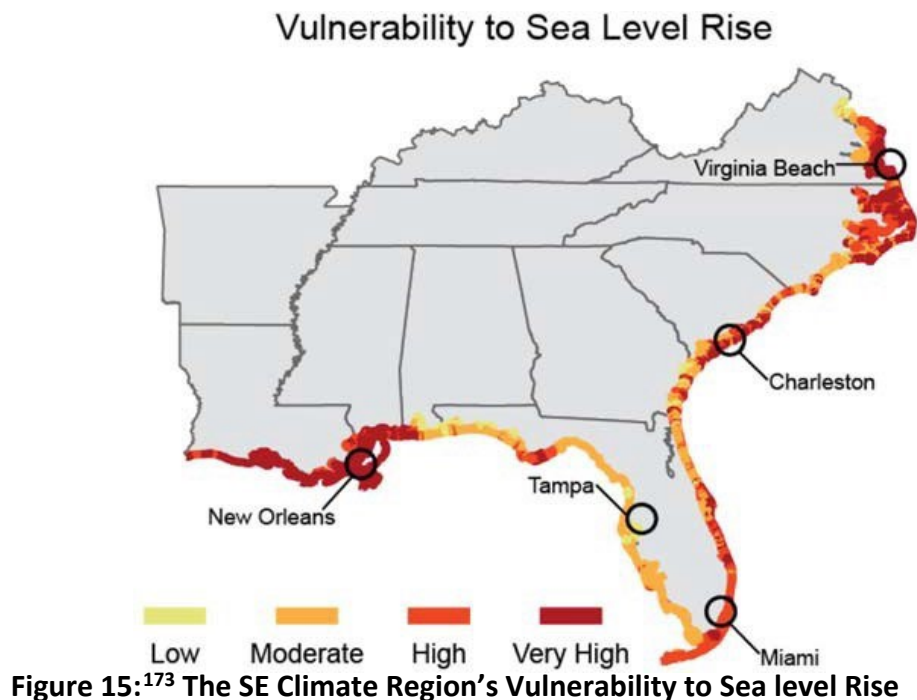 Vulnerability to Sea Level Rise
Virginia Beach
Charleston
Tampa
New Orleans
Miami
Low Moderate High Very High
Figure 15:173 The SE Climate Region's Vulnerability to Sea level Rise